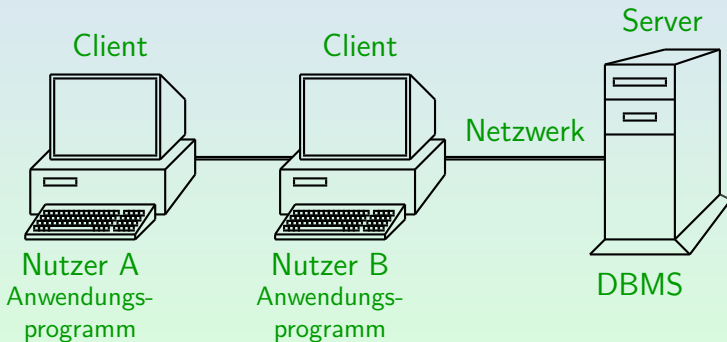 Server
Client
Client
Netzwerk
Nutzer A
Anwendungs-
programm
Nutzer B
Anwendungs-
programm
DBMS